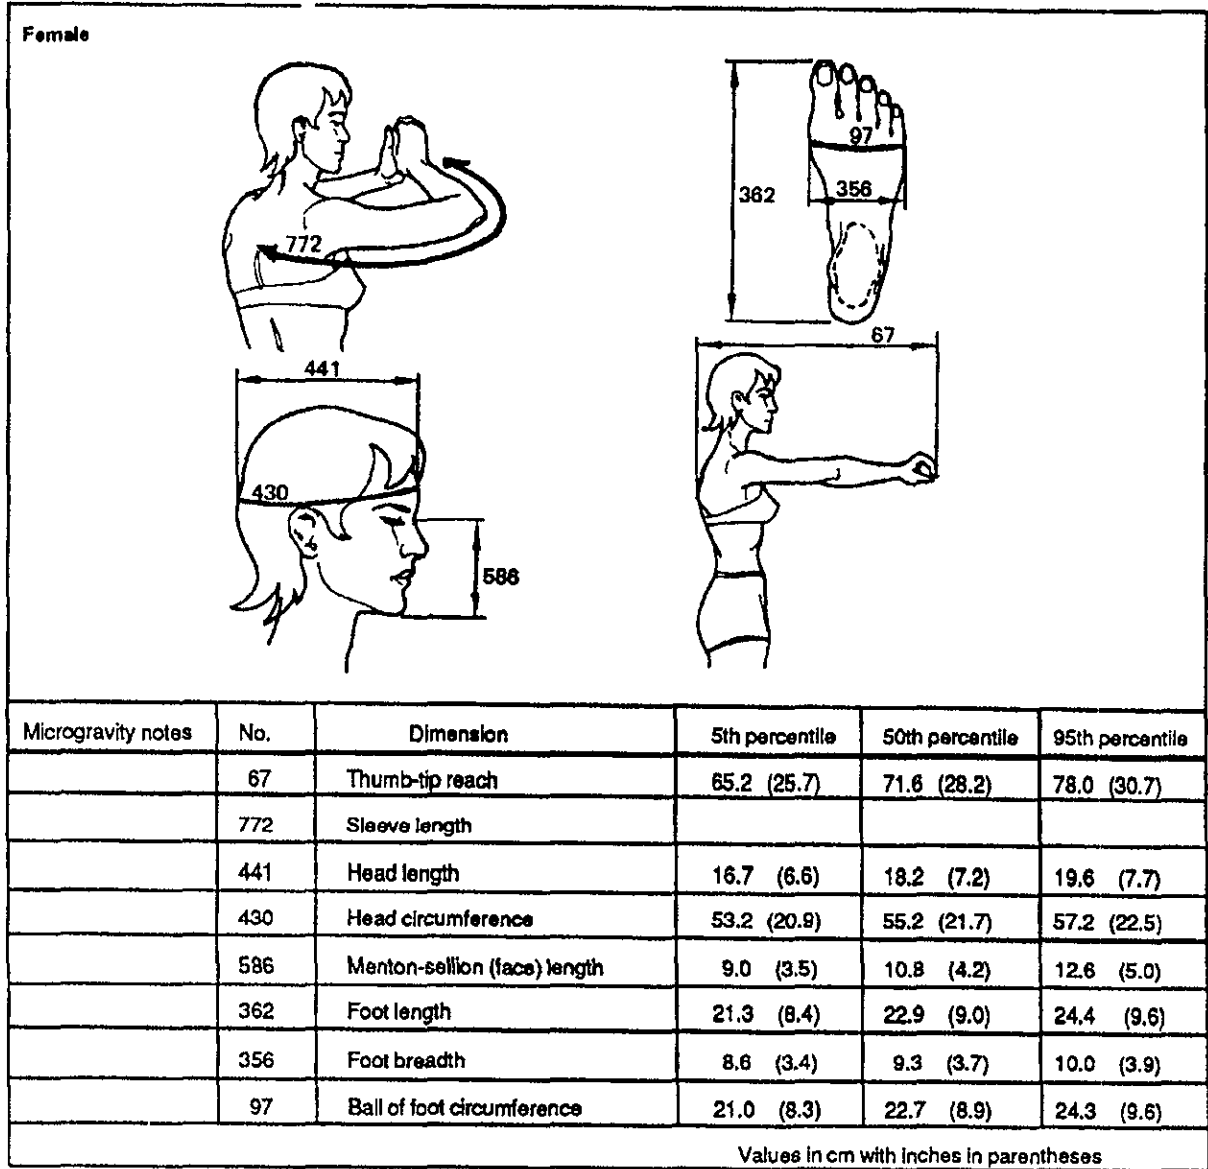 Female
97
362
356
772
67
441
430
586
Microgravity notes No. Dimension 5th percentile 50th percentile 95th percentile
67 Thumb-tip reach 65.2 (25.7) 71.6 (28.2) 78.0 (30.7)
772 Sleeve length
441 Head length 16.7 (6.6) 18.2 (7.2) 19.6 (7.7)
430 Head circumference 53.2 (20.9) 55.2 (21.7) 57.2 (22.5)
586 Menton-sellion (face) length 9.0 (3.5) 10.8 (4.2) 12.6 (5.0)
362 Foot length 21.3 (8.4) 22.9 (9.0) 24.4 (9.6)
356 Foot breadth 8.6 (3.4) 9.3 (3.7) 10.0 (3.9)
97 Ball of foot circumference 21.0 (8.3) 22.7 (8.9) 24.3 (9.6)
Values in cm with inches in parentheses